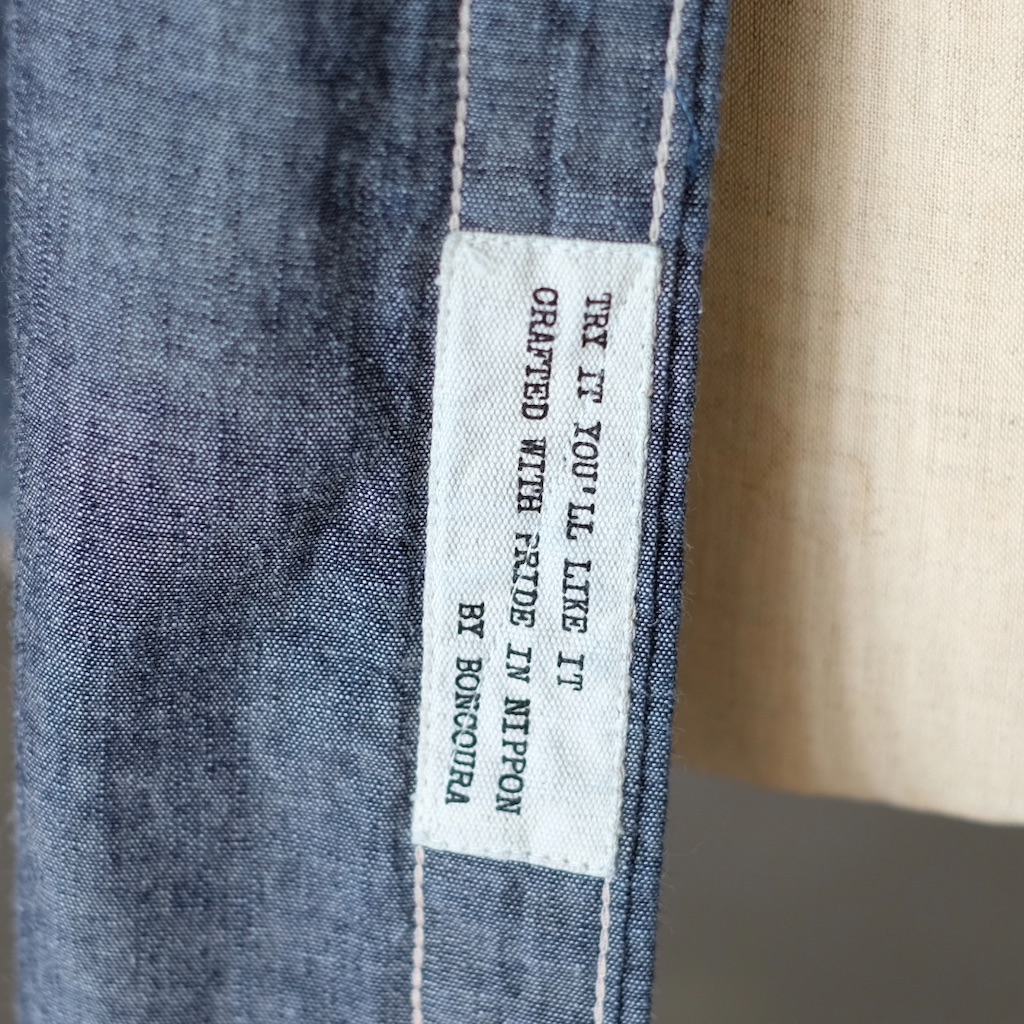 TRY IT YOU'LL LIKE IT
CRAFTED WITH PRIDE IN NIPPON
BY BONCOURA